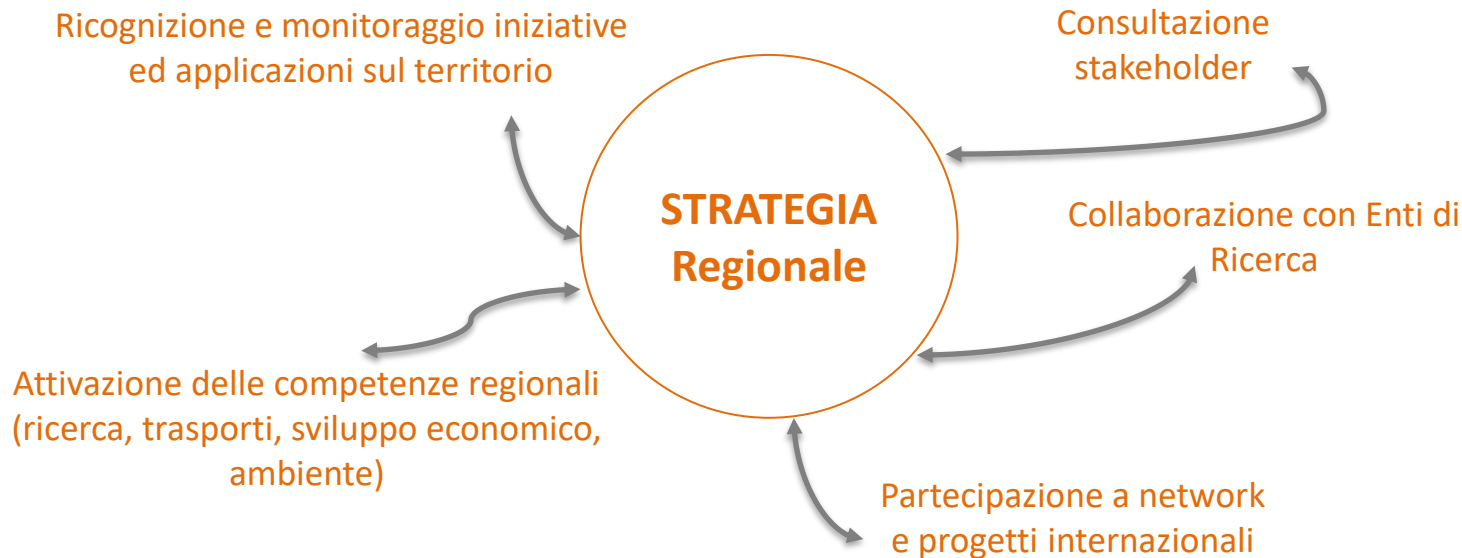 Ricognizione e monitoraggio iniziative
ed applicazioni sul territorio
Consultazione
stakeholder
STRATEGIA
Regionale
Collaborazione con Enti di
Ricerca
Attivazione delle competenze regionali
(ricerca, trasporti, sviluppo economico,
ambiente)
Partecipazione a network
e progetti internazionali